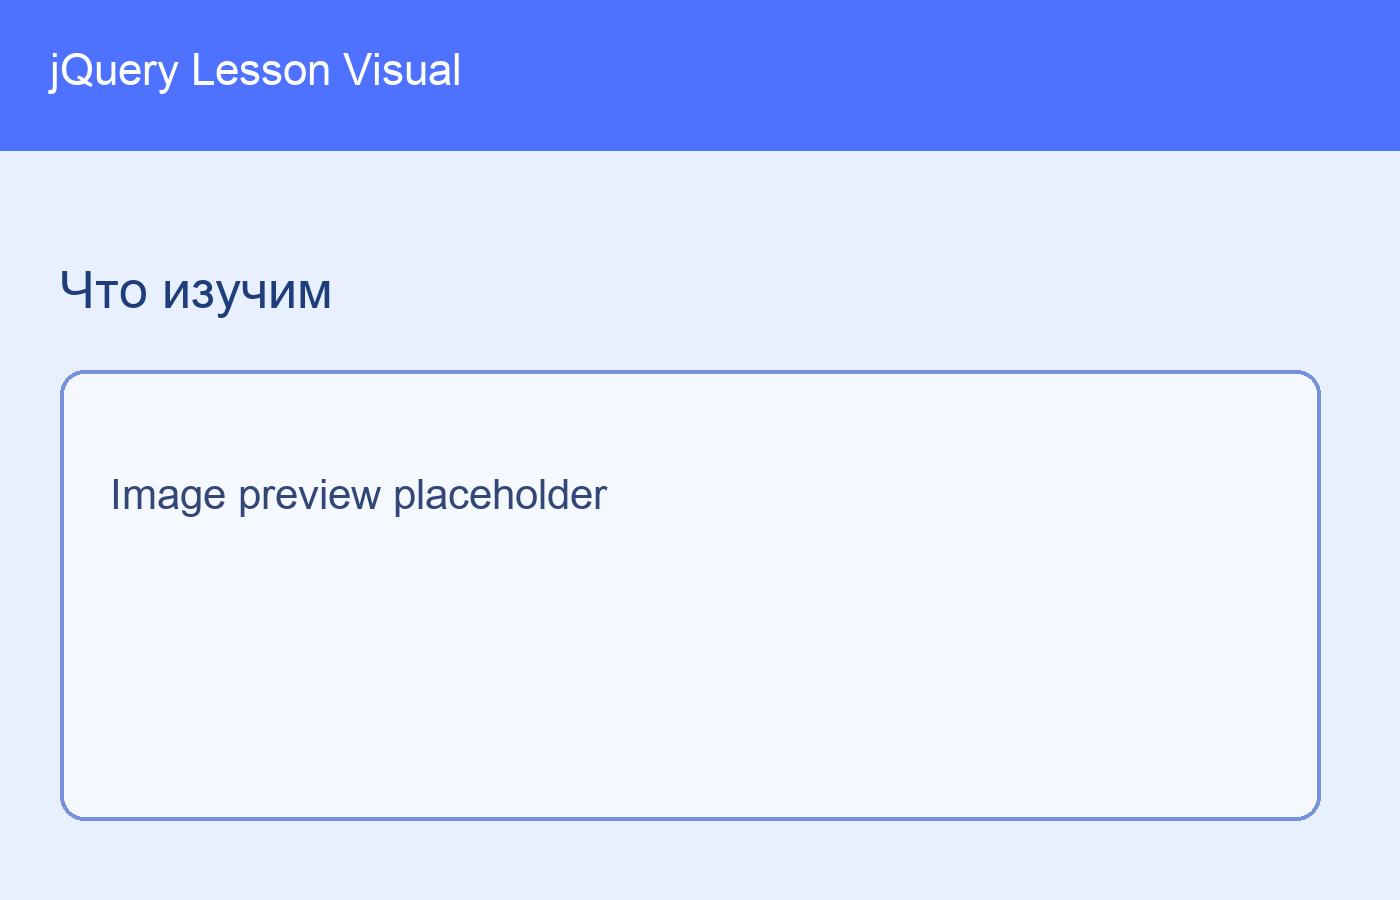 jQuery Lesson Visual
Что изучим
Image preview placeholder